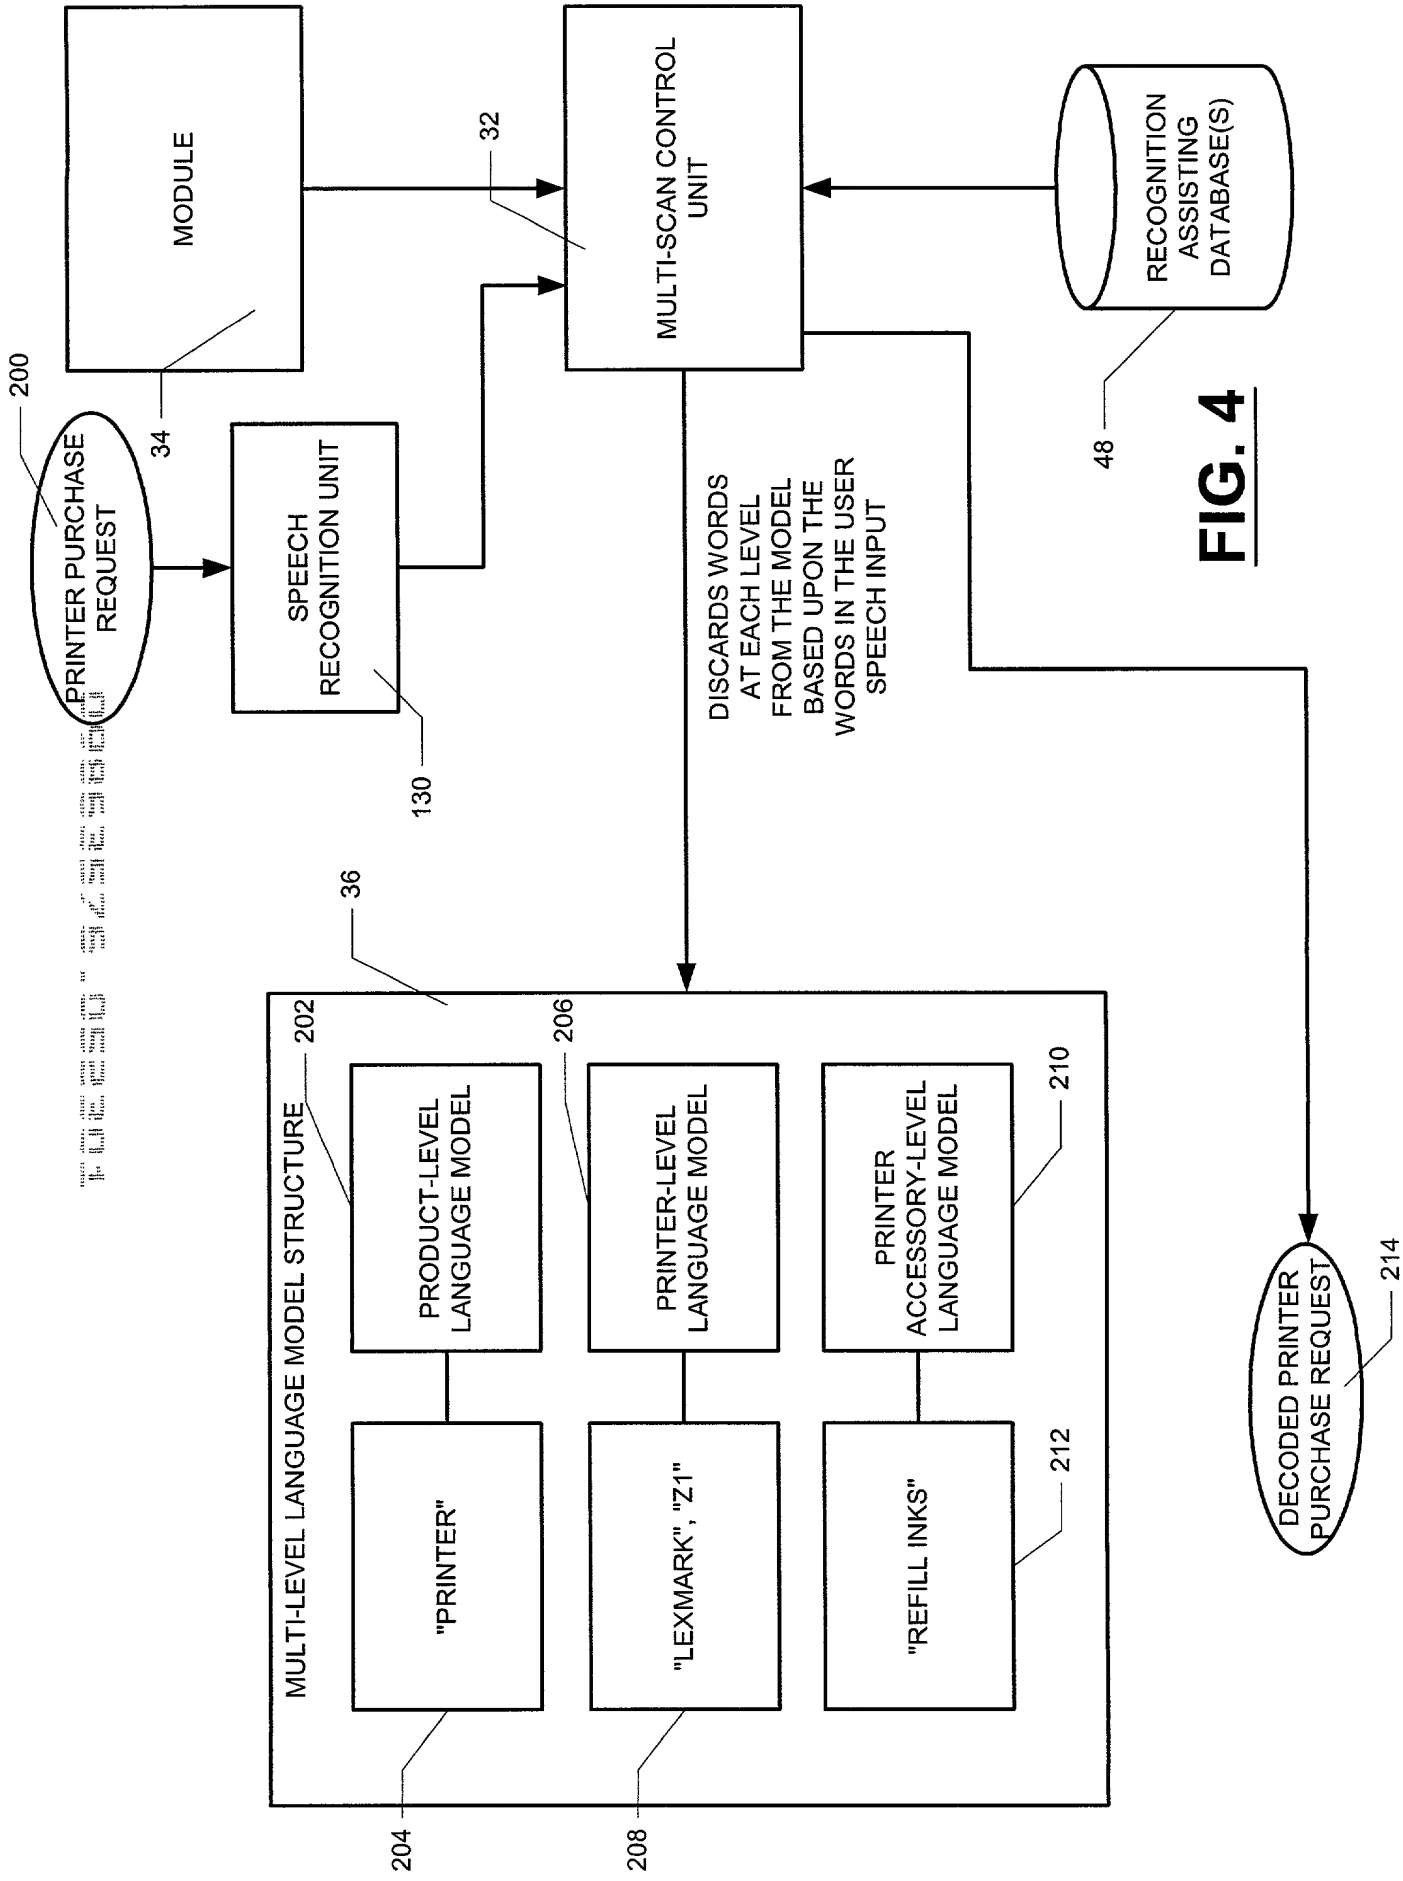 200
PRINTER PURCHASE
REQUEST
34
MODULE
SPEECH
RECOGNITION UNIT
130
32
MULTI-SCAN CONTROL
UNIT
36
MULTI-LEVEL LANGUAGE MODEL STRUCTURE
202
"PRINTER"
PRODUCT-LEVEL
LANGUAGE MODEL
204
206
"LEXMARK", "Z1"
PRINTER-LEVEL
LANGUAGE MODEL
208
"REFILL INKS"
PRINTER
ACCESSORY-LEVEL
LANGUAGE MODEL
212
210
DISCARDS WORDS
AT EACH LEVEL
FROM THE MODEL
BASED UPON THE
WORDS IN THE USER
SPEECH INPUT
48
RECOGNITION
ASSISTING
DATABASE(S)
DECODED PRINTER
PURCHASE REQUEST
214
FIG. 4